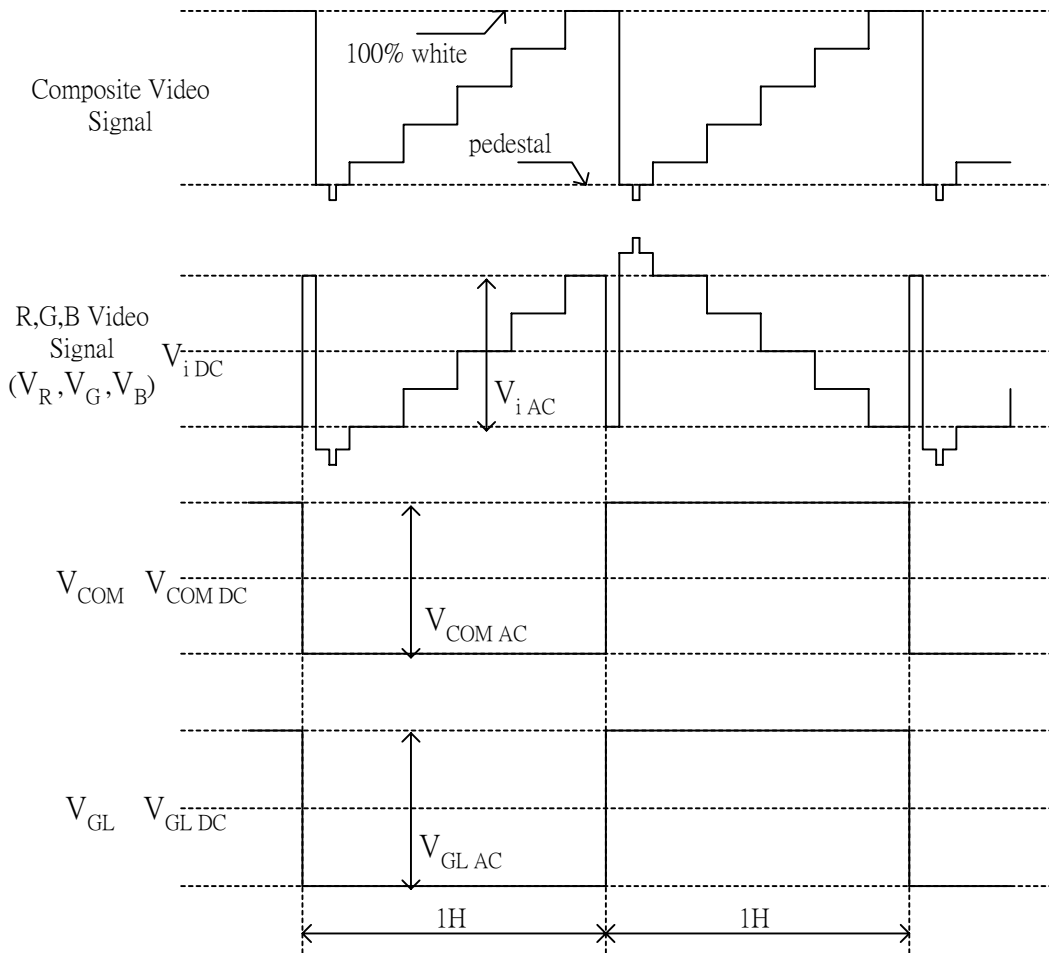 100% white
Composite Video
Signal
pedestal
R,G,B Video
Signal
(V_R ,V_G ,V_B)
V_i DC
V_i AC
V_COM V_COM DC
V_COM AC
V_GL V_GL DC
V_GL AC
1H 1H